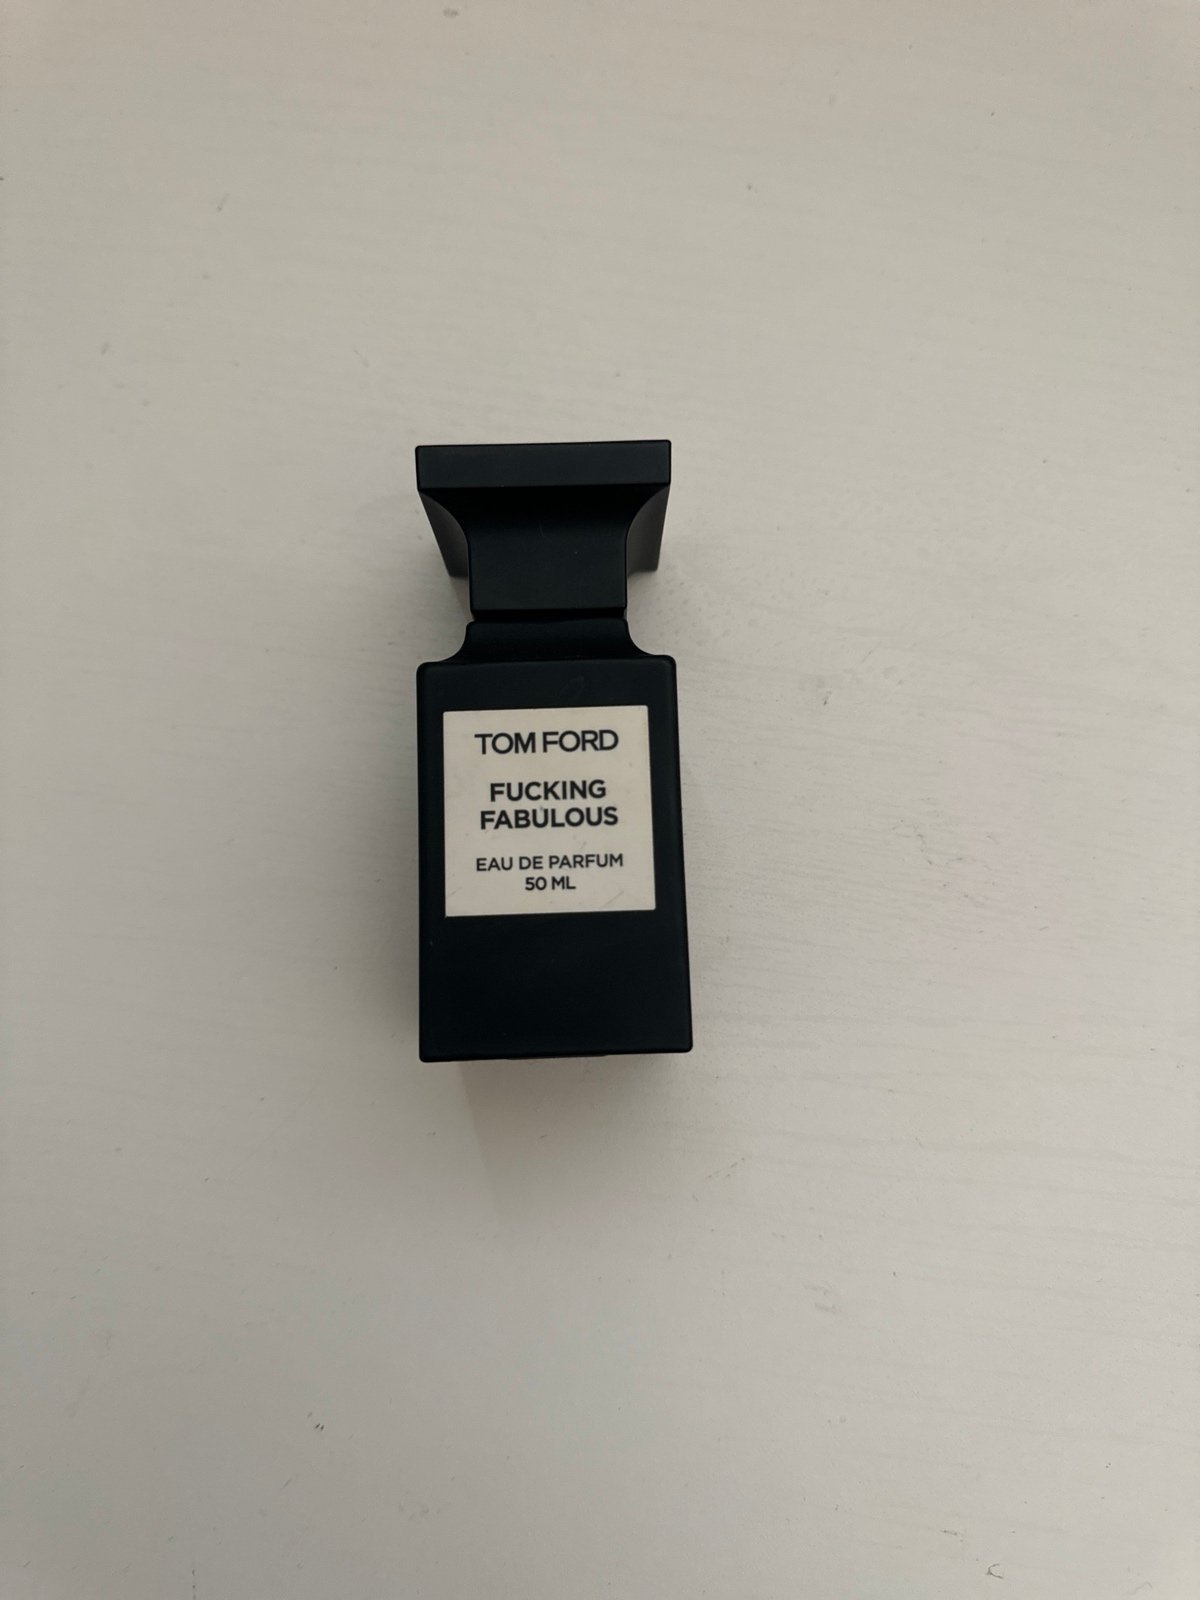 TOM FORD
FUCKING
FABULOUS
EAU DE PARFUM
50 ML